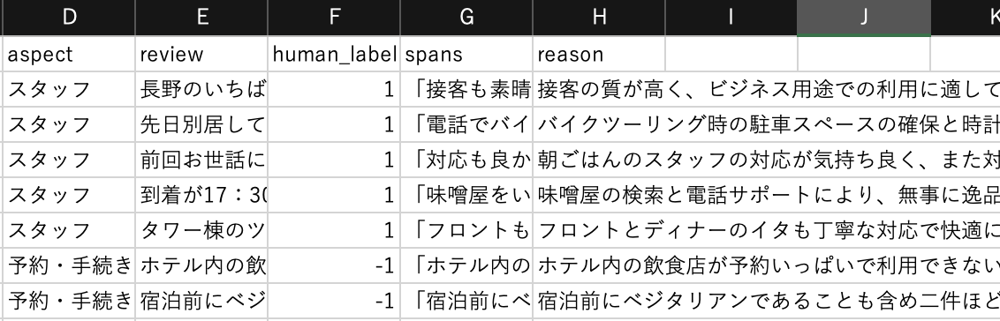 D E F G H I J K
aspect review human_label spans reason
スタッフ 長野のいちば 1 「接客も素晴 接客の質が高く、ビジネス用途での利用に適して
スタッフ 先日別居して 1 「電話でバイ バイクツーリング時の駐車スペースの確保と時計
スタッフ 前回お世話に 1 「対応も良か 朝ごはんのスタッフの対応が気持ち良く、また対
スタッフ 到着が17：30 1 「味噌屋をい 味噌屋の検索と電話サポートにより、無事に逸品
スタッフ タワー棟のツ 1 「フロントも フロントとディナーのイタも丁寧な対応で快適に
予約・手続き ホテル内の飲 -1 「ホテル内の ホテル内の飲食店が予約いっぱいで利用できない
予約・手続き 宿泊前にベジ -1 「宿泊前にベ 宿泊前にベジタリアンであることも含め二件ほど